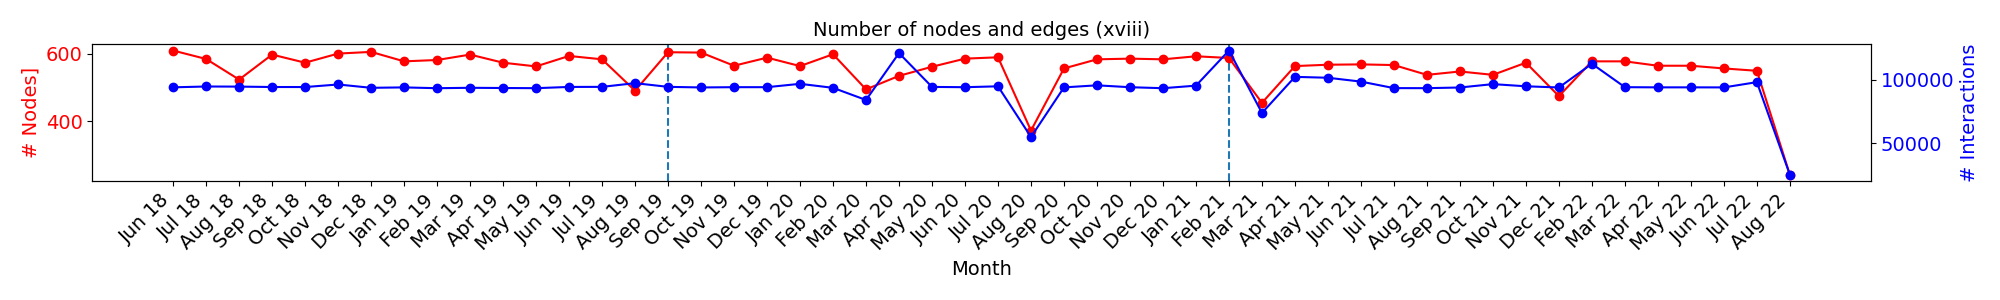 Number of nodes and edges (xviii)
# Nodes]
600
400
100000
50000
# Interactions
Jun 18
Jul 18
Aug 18
Sep 18
Oct 18
Nov 18
Dec 18
Jan 19
Feb 19
Mar 19
Apr 19
May 19
Jun 19
Jul 19
Aug 19
Sep 19
Oct 19
Nov 19
Dec 19
Jan 20
Feb 20
Mar 20
Apr 20
May 20
Jun 20
Jul 20
Aug 20
Sep 20
Oct 20
Nov 20
Dec 20
Jan 21
Feb 21
Mar 21
Apr 21
May 21
Jun 21
Jul 21
Aug 21
Sep 21
Oct 21
Nov 21
Dec 21
Feb 22
Mar 22
Apr 22
May 22
Jun 22
Jul 22
Aug 22
Month